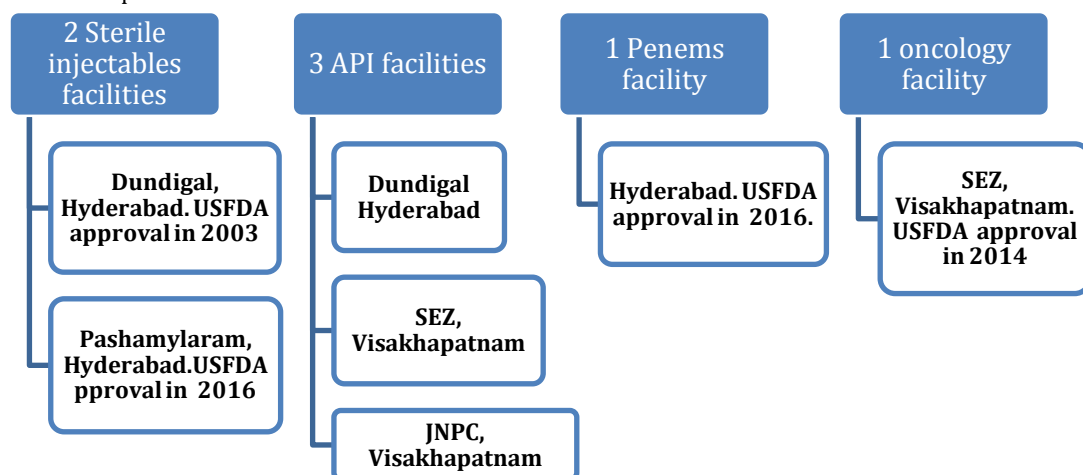 2 Sterile
injectables
facilities
Dundigal,
Hyderabad. USFDA
approval in 2003
Pashamylaram,
Hyderabad.USFDA
pproval in 2016
3 API facilities
Dundigal
Hyderabad
SEZ,
Visakhapatnam
JNPC,
Visakhapatnam
1 Penems
facility
Hyderabad. USFDA
approval in 2016.
1 oncology
facility
SEZ,
Visakhapatnam.
USFDA approval
in 2014